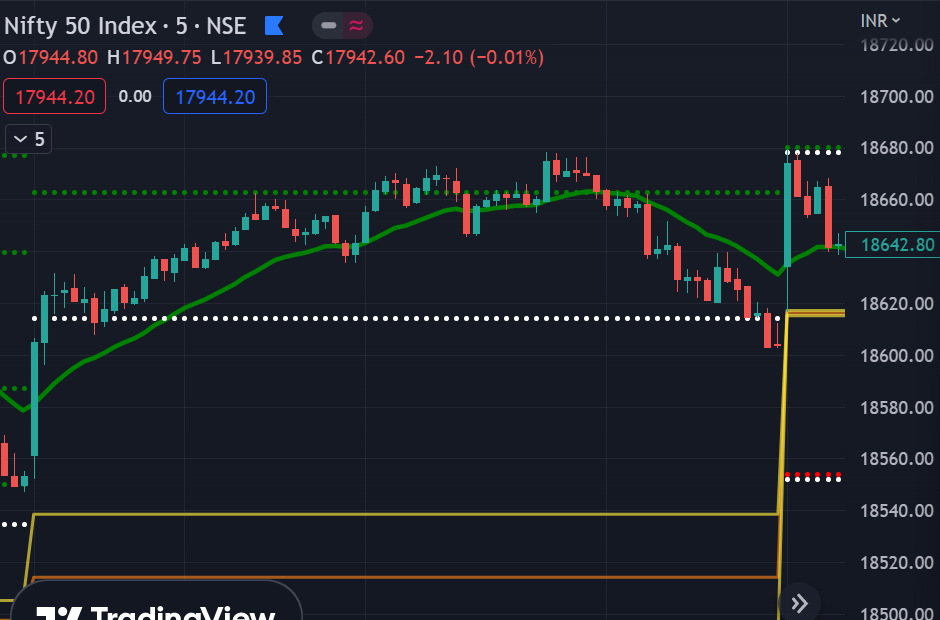 Nifty 50 Index · 5 · NSE
INR
O17944.80 H17949.75 L17939.85 C17942.60 −2.10 (−0.01%)
17944.20 0.00 17944.20
5
18720.00
18700.00
18680.00
18660.00
18642.80
18620.00
18600.00
18580.00
18560.00
18540.00
18520.00
18500.00
TradingView